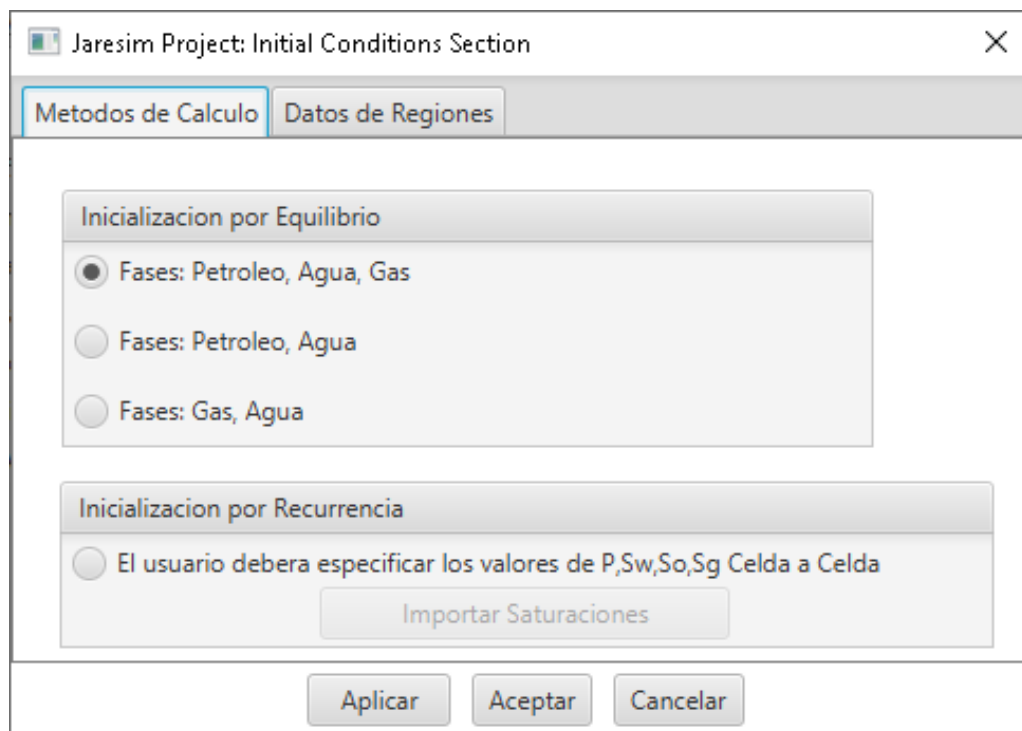 Jaresim Project: Initial Conditions Section
Metodos de Calculo
Datos de Regiones
Inicializacion por Equilibrio
Fases: Petroleo, Agua, Gas
Fases: Petroleo, Agua
Fases: Gas, Agua
Inicializacion por Recurrencia
El usuario debera especificar los valores de P,Sw,So,Sg Celda a Celda
Importar Saturaciones
Aplicar
Aceptar
Cancelar